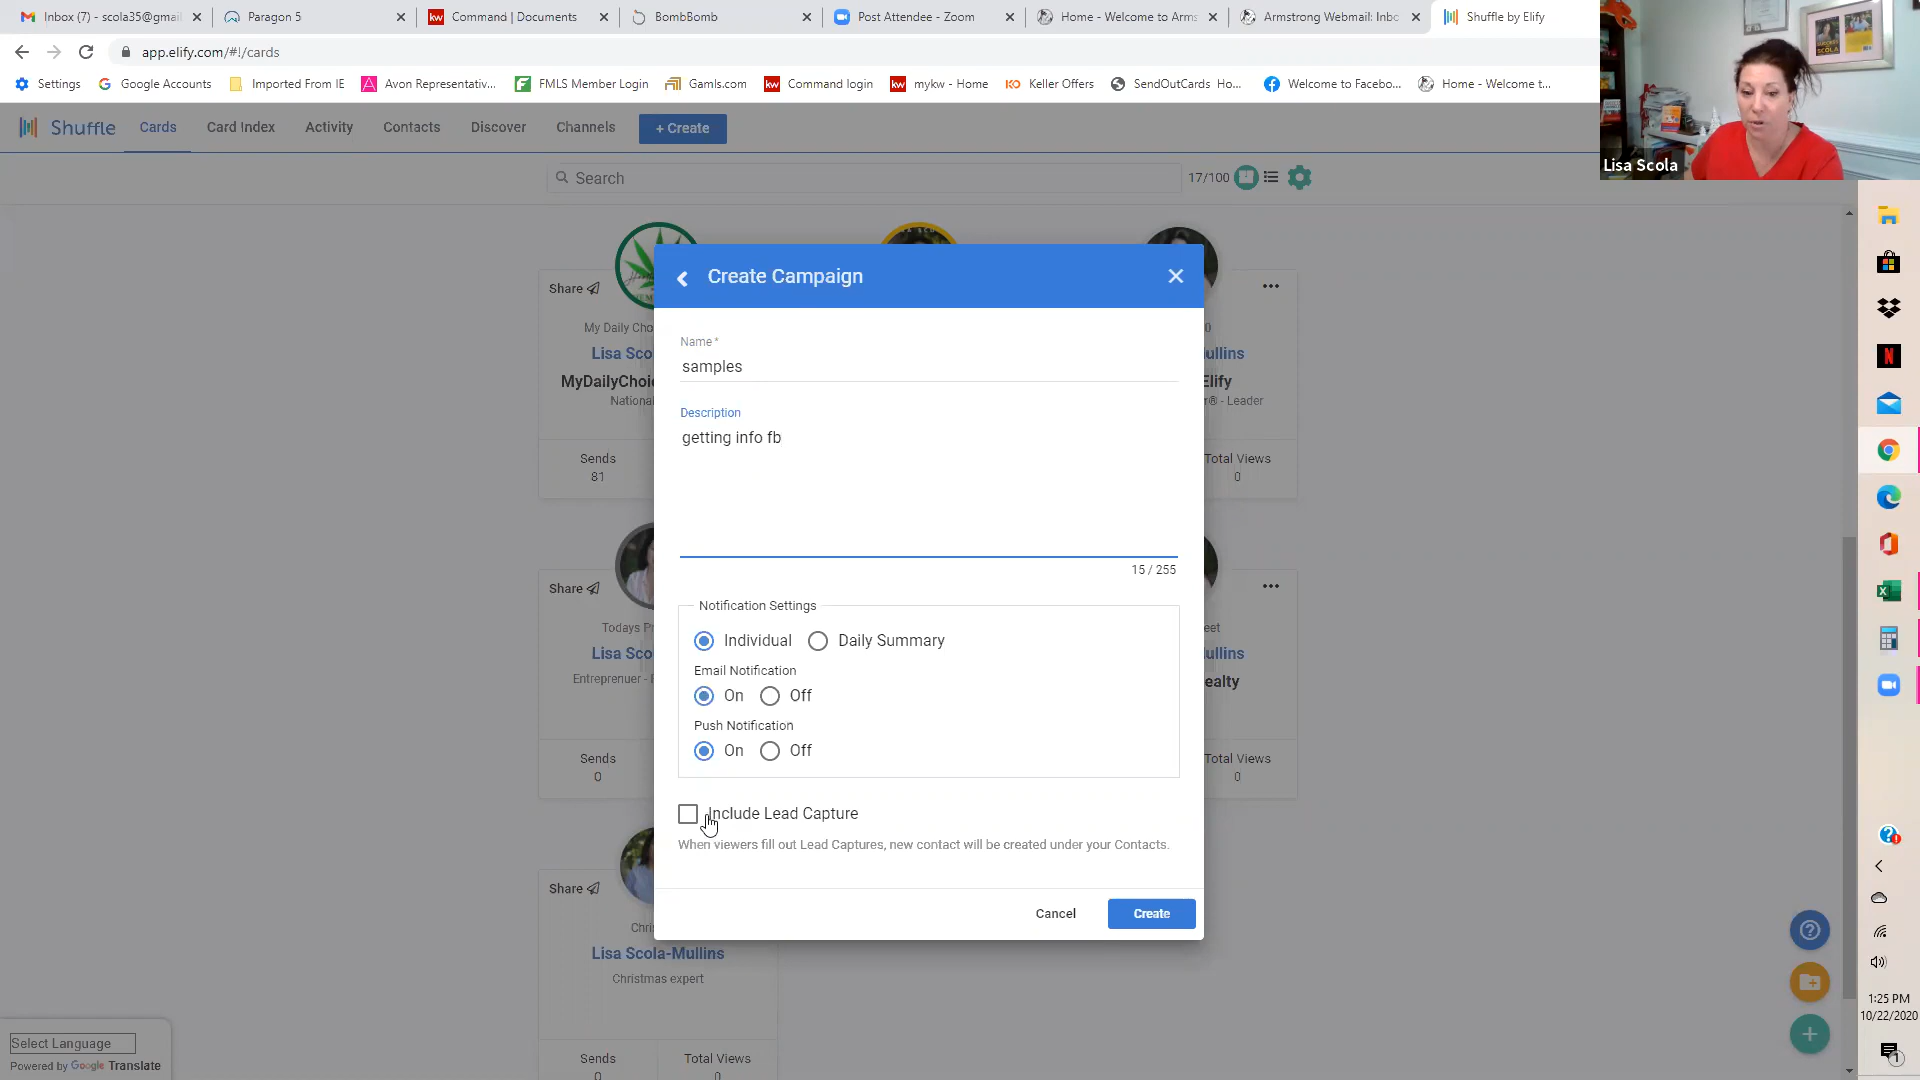 Inbox (7) - scola35@gmai
Paragon 5
Command | Documents
BombBomb
Post Attendee - Zoom
Home - Welcome to Arms
Armstrong Webmail: Inbo
Shuffle by Elify
app.elify.com/#!/cards
Settings
Google Accounts
Imported From IE
Avon Representativ...
FMLS Member Login
Gamls.com
Command login
mykw - Home
Keller Offers
SendOutCards Ho...
Welcome to Facebo...
Home - Welcome t...
Lisa Scola
Shuffle
Cards
Card Index
Activity
Contacts
Discover
Channels
+ Create
Search
17/100
Share
My Daily Cho
Lisa Sco
MyDailyChoi
Nationa
Sends
81
Create Campaign
Name*
samples
Description
getting info fb
15 / 255
Notification Settings
Individual
Daily Summary
Email Notification
On
Off
Push Notification
On
Off
Include Lead Capture
When viewers fill out Lead Captures, new contact will be created under your Contacts.
Cancel
Create
ullins
Elify
r® - Leader
Total Views
0
Share
Todays Pr
Lisa Sco
Entreprenuer - F
Sends
0
eet
ullins
ealty
Total Views
0
Share
Chri
Lisa Scola-Mullins
Christmas expert
Sends
0
Total Views
0
Select Language
Powered by Google Translate
1:25 PM
10/22/2020
1